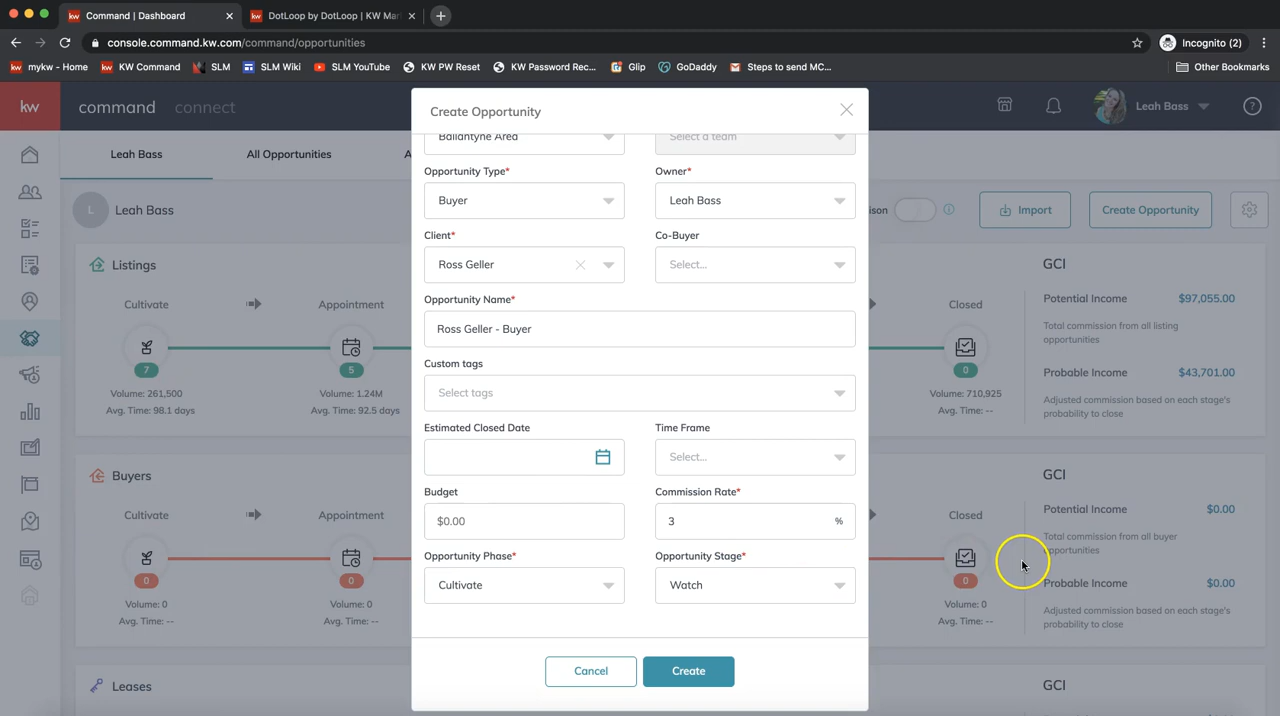 Command | Dashboard
DotLoop by DotLoop | KW Mar
console.command.kw.com/command/opportunities
Incognito (2)
mykw - Home
KW Command
SLM
SLM Wiki
SLM YouTube
KW PW Reset
KW Password Rec...
Glip
GoDaddy
Steps to send MC...
Other Bookmarks
kw
command
connect
Leah Bass
Leah Bass
All Opportunities
A
L
Leah Bass
ison
Import
Create Opportunity
Create Opportunity
Ballantyne Area
Select a team
Opportunity Type*
Owner*
Buyer
Leah Bass
Client*
Co-Buyer
Ross Geller
Select...
Opportunity Name*
Ross Geller - Buyer
Custom tags
Select tags
Estimated Closed Date
Time Frame
Select...
Budget
Commission Rate*
$0.00
3 %
Opportunity Phase*
Opportunity Stage*
Cultivate
Watch
Cancel
Create
Listings
Cultivate
Appointment
Closed
7
5
0
Volume: 261,500
Volume: 1.24M
Volume: 710,925
Avg. Time: 98.1 days
Avg. Time: 92.5 days
Avg. Time: --
GCI
Potential Income $97,055.00
Total commission from all listing
opportunities
Probable Income $43,701.00
Adjusted commission based on each stage's
probability to close
Buyers
Cultivate
Appointment
Closed
0
0
0
Volume: 0
Volume: 0
Volume: 0
Avg. Time: --
Avg. Time: --
Avg. Time: --
GCI
Potential Income $0.00
Total commission from all buyer
opportunities
Probable Income $0.00
Adjusted commission based on each stage's
probability to close
Leases
GCI